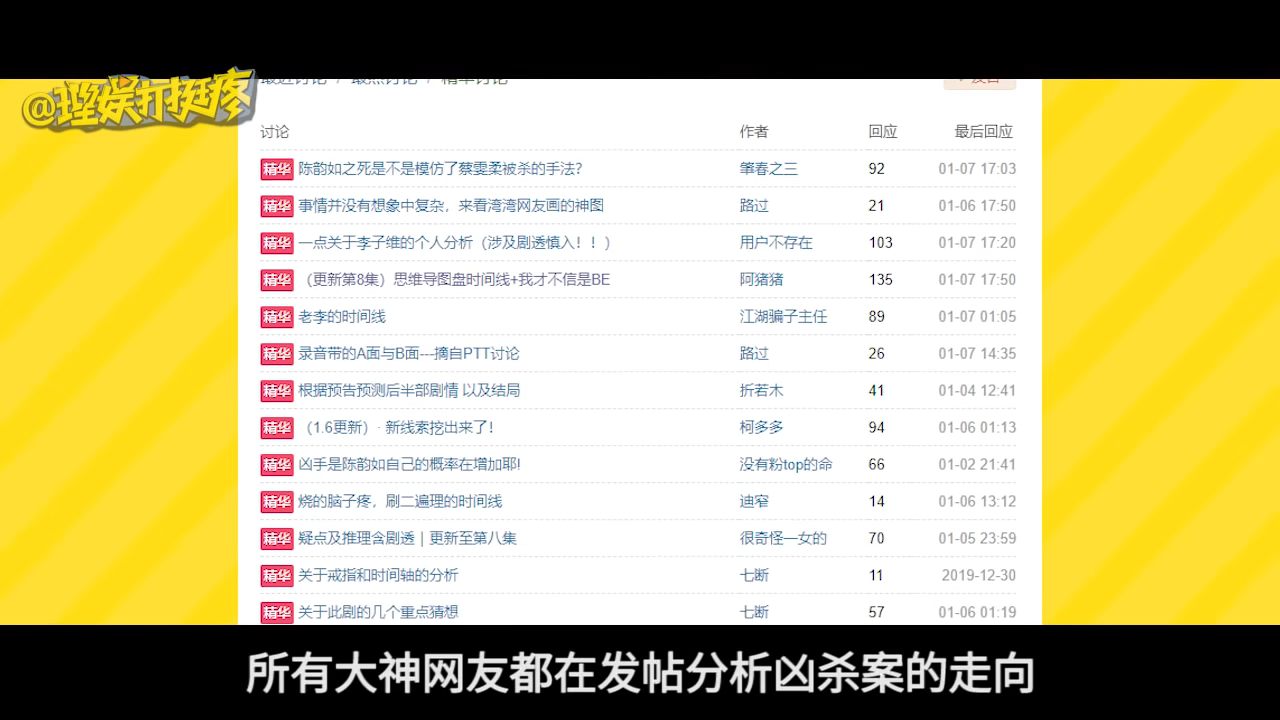 @理娱打挺疼
最近讨论 / 最热讨论 / 精华讨论
讨论 作者 回应 最后回应
精华 陈韵如之死是不是模仿了蔡雯柔被杀的手法? 肇春之三 92 01-07 17:03
精华 事情并没有想象中复杂，来看湾湾网友画的神图 路过 21 01-06 17:50
精华 一点关于李子维的个人分析（涉及剧透慎入！！） 用户不存在 103 01-07 17:20
精华 （更新第8集）思维导图盘时间线+我才不信是BE 阿猪猪 135 01-07 17:50
精华 老李的时间线 江湖骗子主任 89 01-07 01:05
精华 录音带的A面与B面---摘自PTT讨论 路过 26 01-07 14:35
精华 根据预告预测后半部剧情 以及结局 折若木 41 01-04 12:41
精华 （1.6更新）· 新线索挖出来了！ 柯多多 94 01-06 01:13
精华 凶手是陈韵如自己的概率在增加耶! 没有粉top的命 66 01-02 21:41
精华 烧的脑子疼，刷二遍理的时间线 迪窄 14 01-06 13:12
精华 疑点及推理含剧透｜更新至第八集 很奇怪一女的 70 01-05 23:59
精华 关于戒指和时间轴的分析 七断 11 2019-12-30
精华 关于此剧的几个重点猜想 七断 57 01-06 01:19
所有大神网友都在发帖分析凶杀案的走向